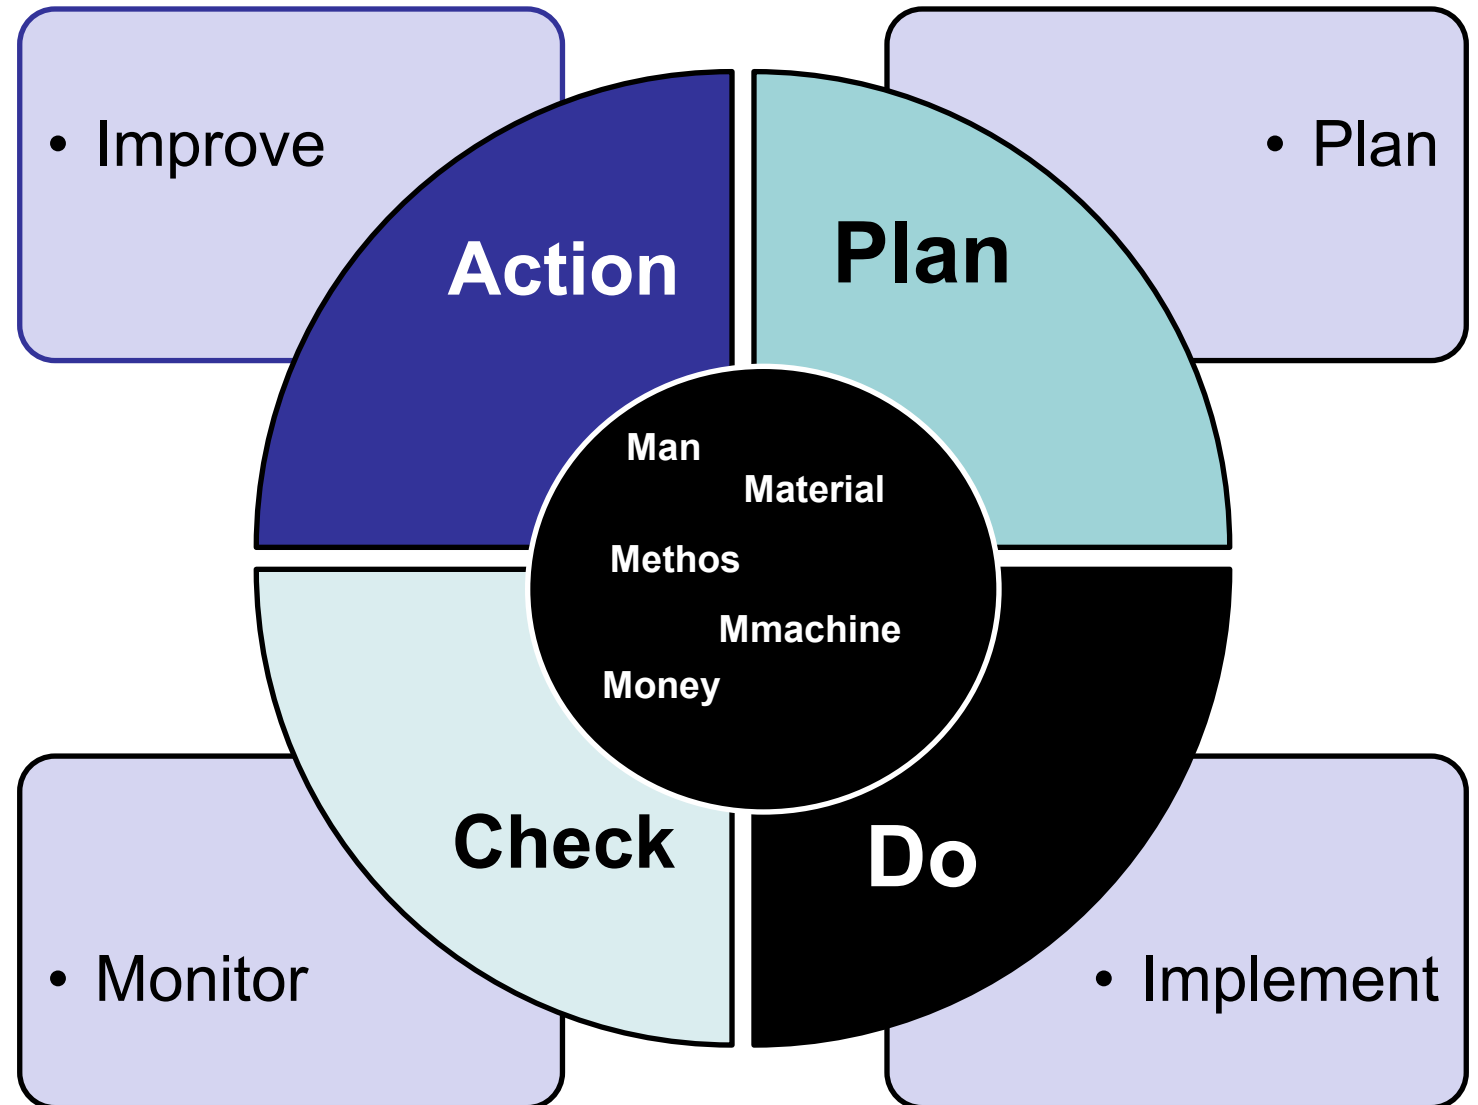 • Improve
• Plan
Action
Plan
Man
Material
Methos
Mmachine
Money
Check
Do
• Monitor
• Implement